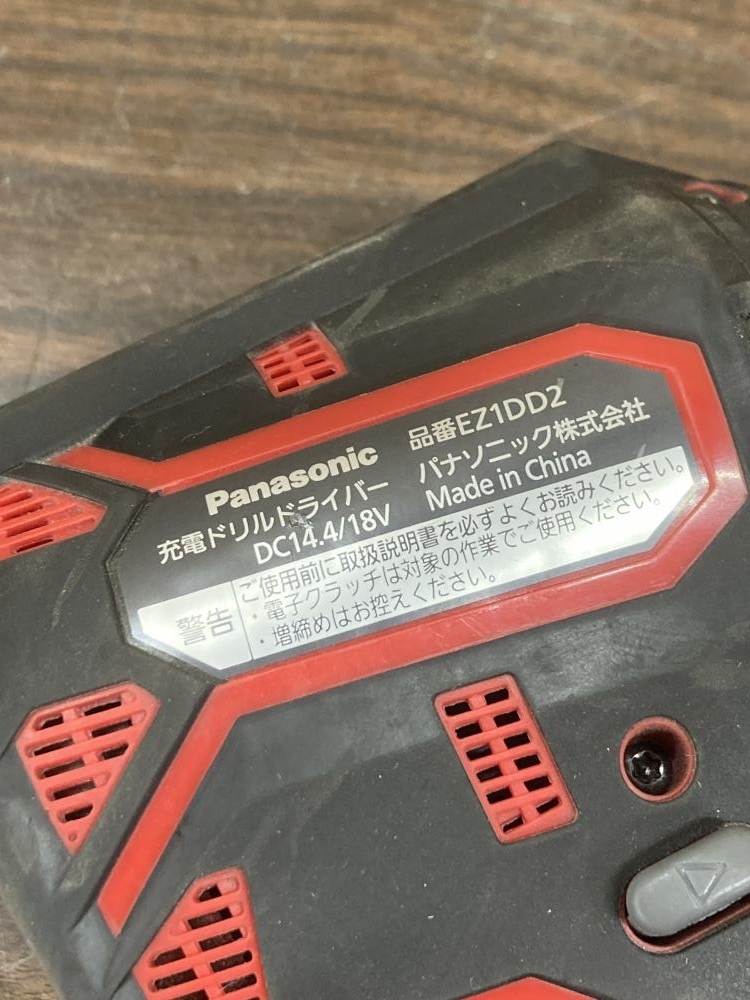 Panasonic
充電ドリルドライバー
DC14.4/18V
品番EZ1DD2
パナソニック株式会社
Made in China
警告
ご使用前に取扱説明書を必ずよくお読みください。
・電子クラッチは対象の作業でご使用ください。
・増締めはお控えください。